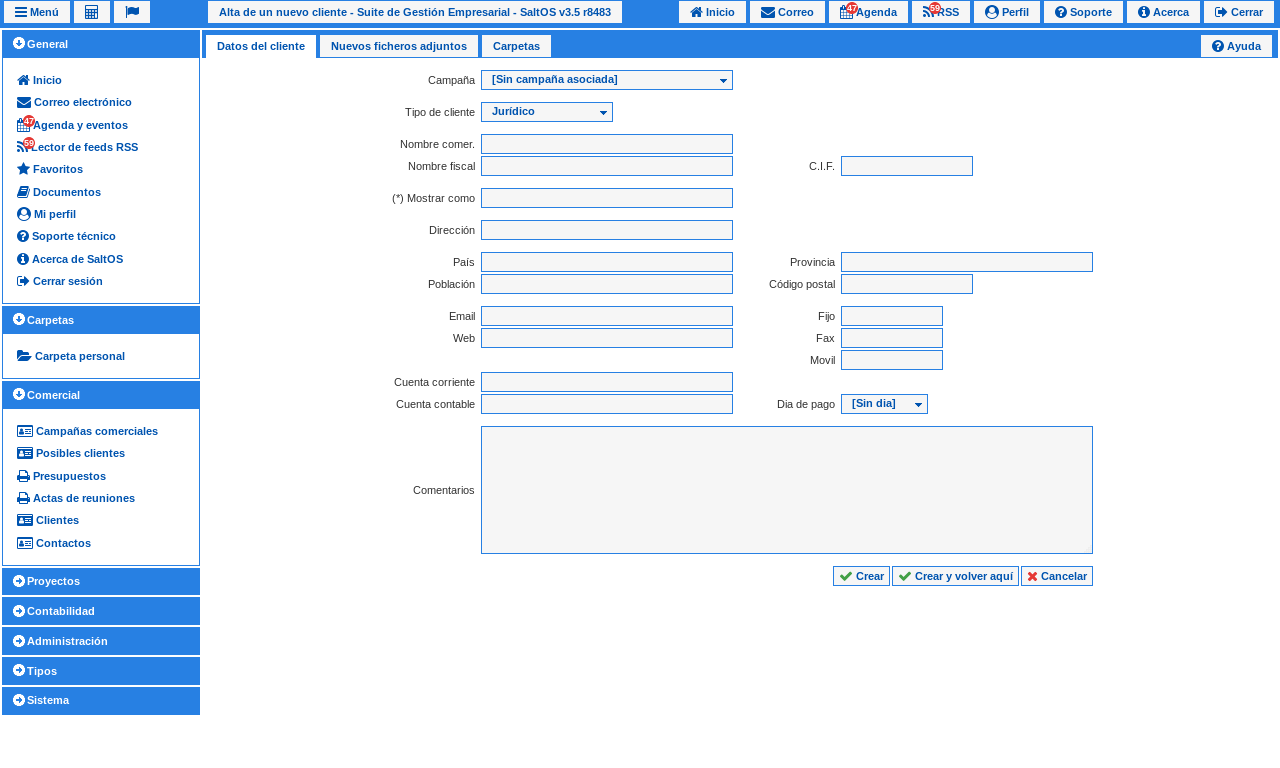 Menú
Alta de un nuevo cliente - Suite de Gestión Empresarial - SaltOS v3.5 r8483
Inicio
Correo
47
Agenda
59
RSS
Perfil
Soporte
Acerca
Cerrar
General
Inicio
Correo electrónico
47
Agenda y eventos
59
Lector de feeds RSS
Favoritos
Documentos
Mi perfil
Soporte técnico
Acerca de SaltOS
Cerrar sesión
Carpetas
Carpeta personal
Comercial
Campañas comerciales
Posibles clientes
Presupuestos
Actas de reuniones
Clientes
Contactos
Proyectos
Contabilidad
Administración
Tipos
Sistema
Datos del cliente
Nuevos ficheros adjuntos
Carpetas
Ayuda
Campaña
[Sin campaña asociada]
Tipo de cliente
Jurídico
Nombre comer.
Nombre fiscal
C.I.F.
(*) Mostrar como
Dirección
País
Provincia
Población
Código postal
Email
Fijo
Web
Fax
Movil
Cuenta corriente
Cuenta contable
Dia de pago
[Sin dia]
Comentarios
Crear
Crear y volver aquí
Cancelar